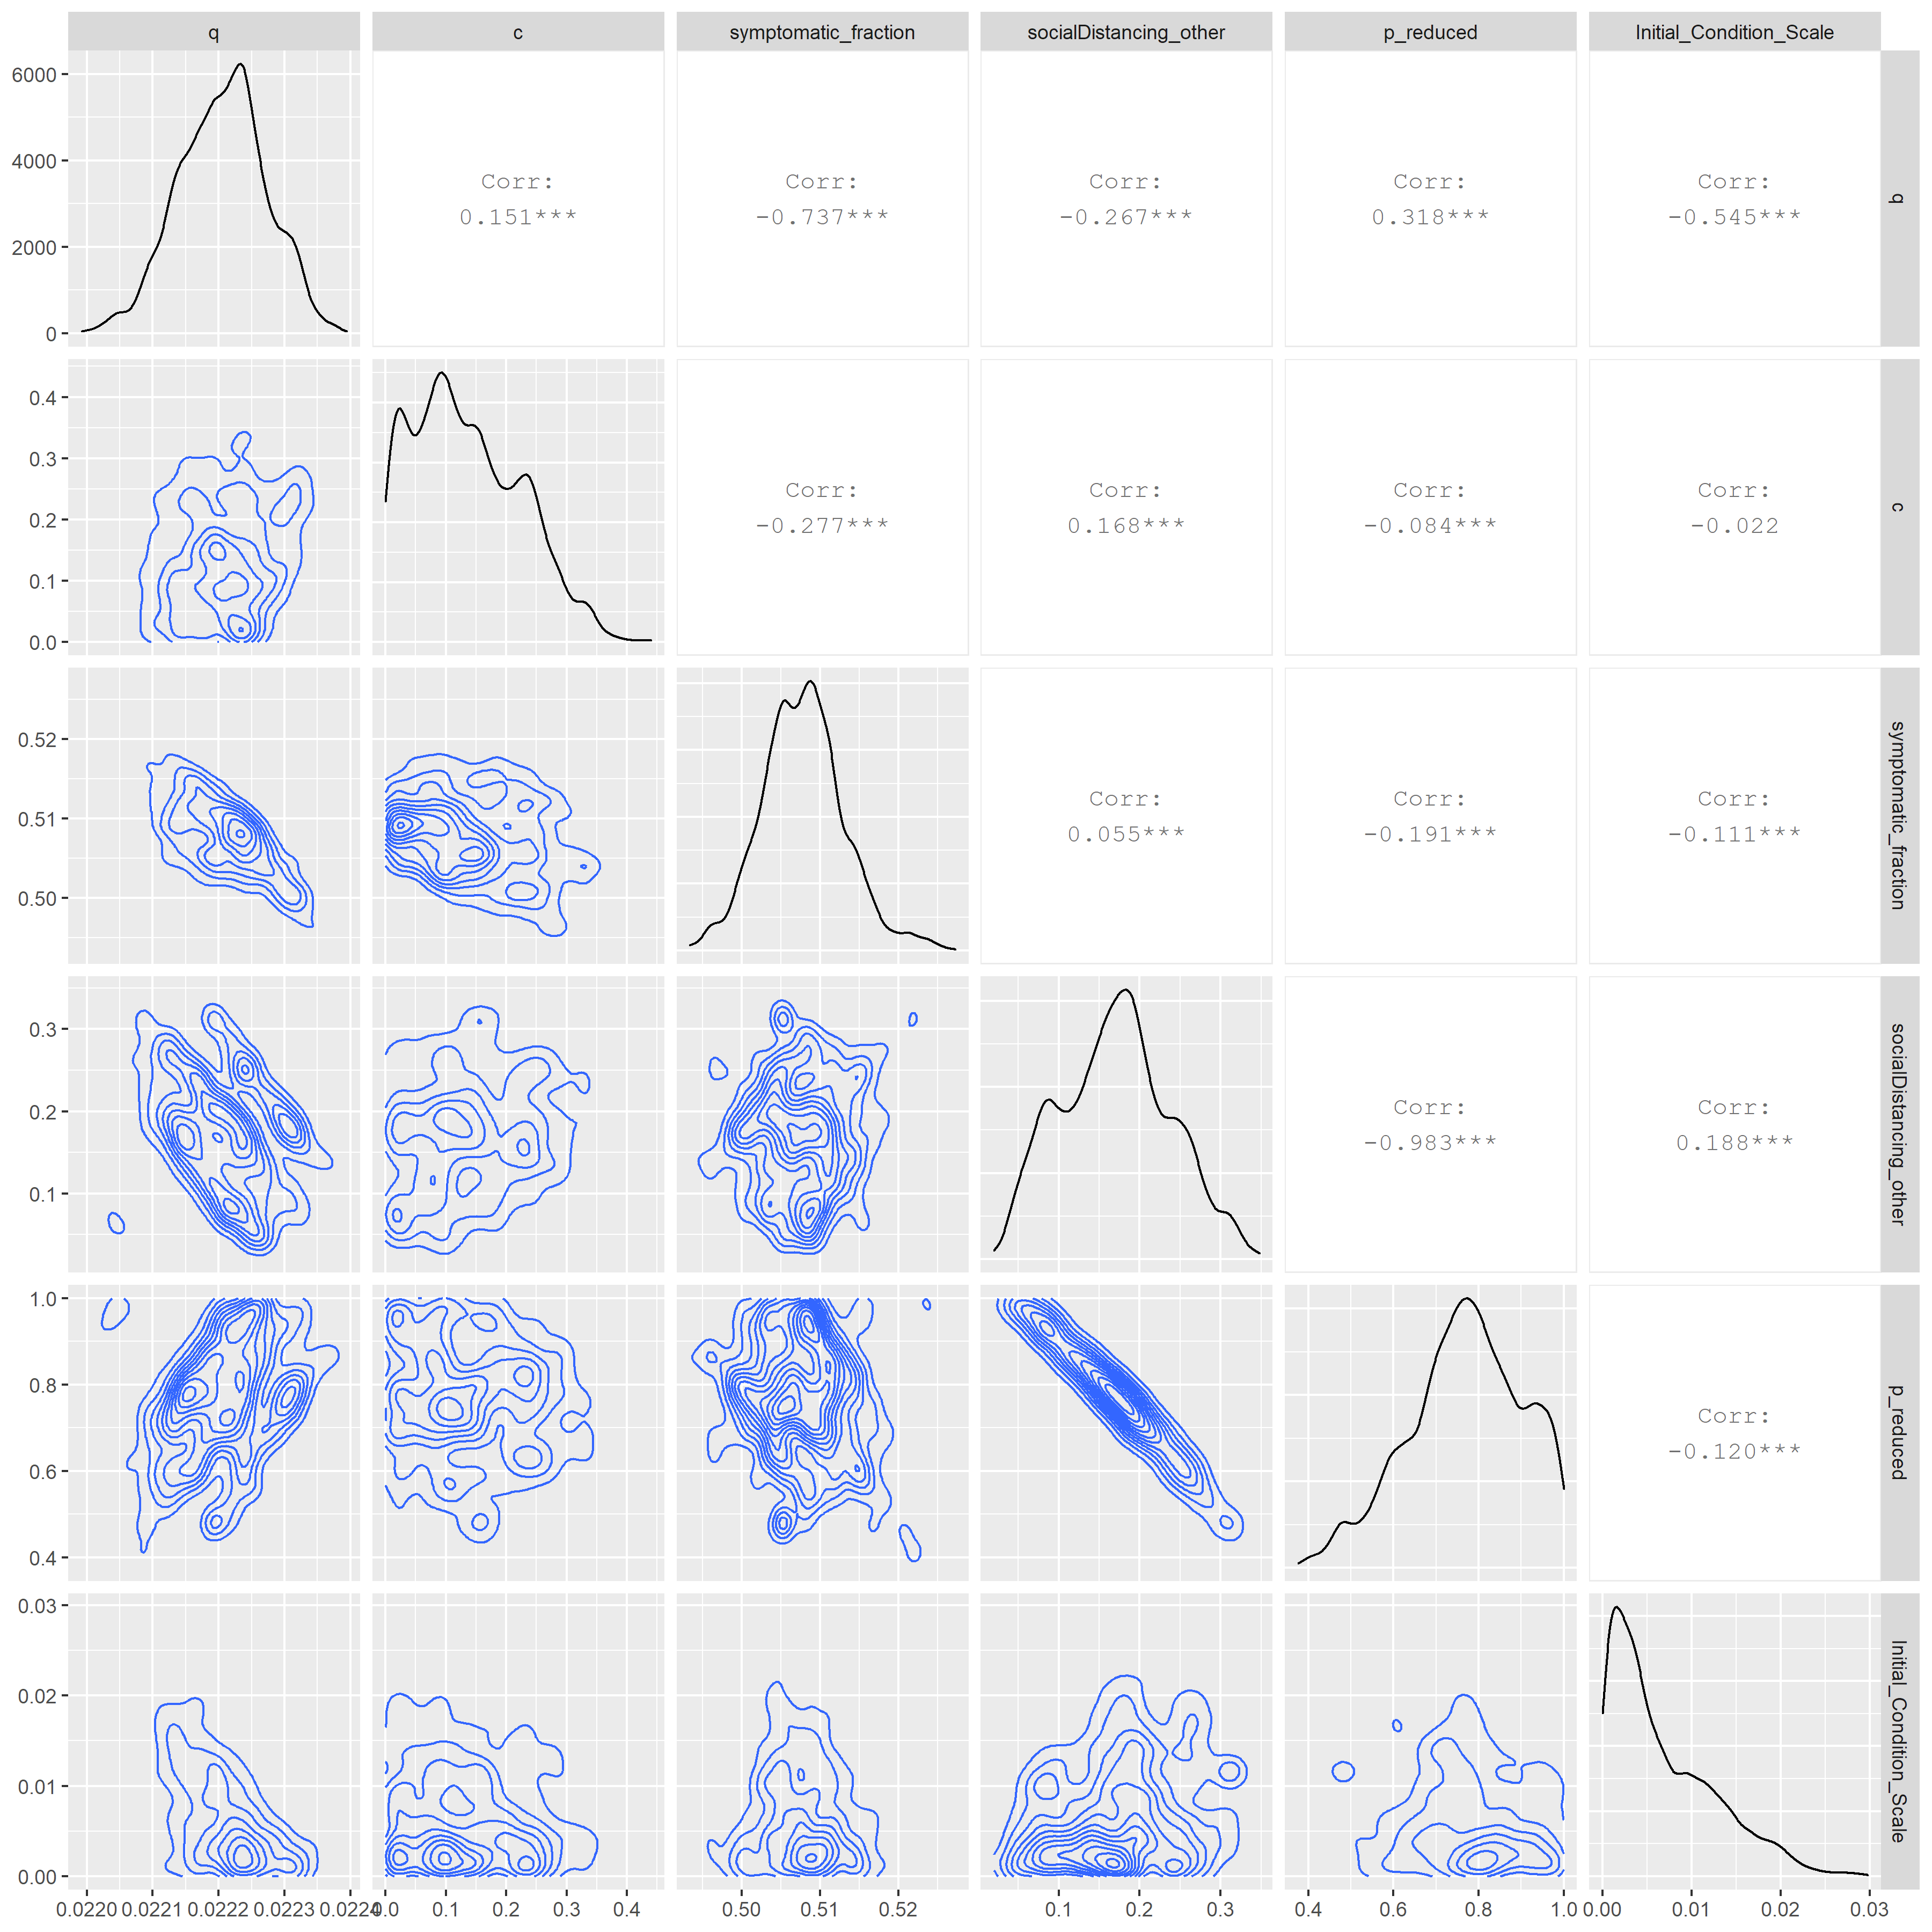 q c symptomatic_fraction socialDistancing_other p_reduced Initial_Condition_Scale
6000
4000
2000
0
Corr:
0.151***
Corr:
-0.737***
Corr:
-0.267***
Corr:
0.318***
Corr:
-0.545***
q
0.4
0.3
0.2
0.1
0.0
Corr:
-0.277***
Corr:
0.168***
Corr:
-0.084***
Corr:
-0.022
c
0.52
0.51
0.50
Corr:
0.055***
Corr:
-0.191***
Corr:
-0.111***
symptomatic_fraction
0.3
0.2
0.1
Corr:
-0.983***
Corr:
0.188***
socialDistancing_other
1.0
0.8
0.6
0.4
Corr:
-0.120***
p_reduced
0.03
0.02
0.01
0.00
Initial_Condition_Scale
0.0220 0.0221 0.0222 0.0223 0.0224 0.0 0.1 0.2 0.3 0.4 0.50 0.51 0.52 0.1 0.2 0.3 0.4 0.6 0.8 1.0 0.00 0.01 0.02 0.03